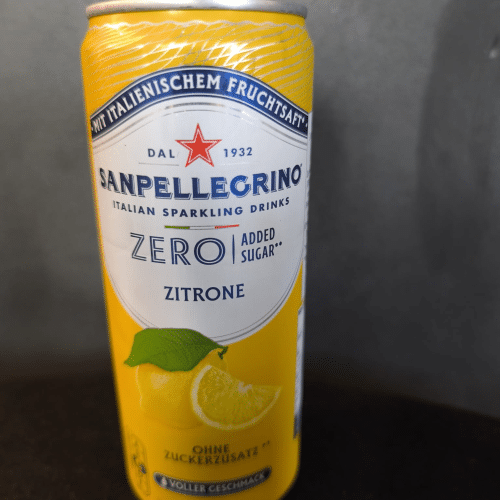 MIT ITALIENISCHEM FRUCHTSAFT*
DAL 1932
SANPELLEGRINO
ITALIAN SPARKLING DRINKS
ZERO ADDED
SUGAR**
ZITRONE
OHNE
ZUCKERZUSATZ **
& VOLLER GESCHMACK